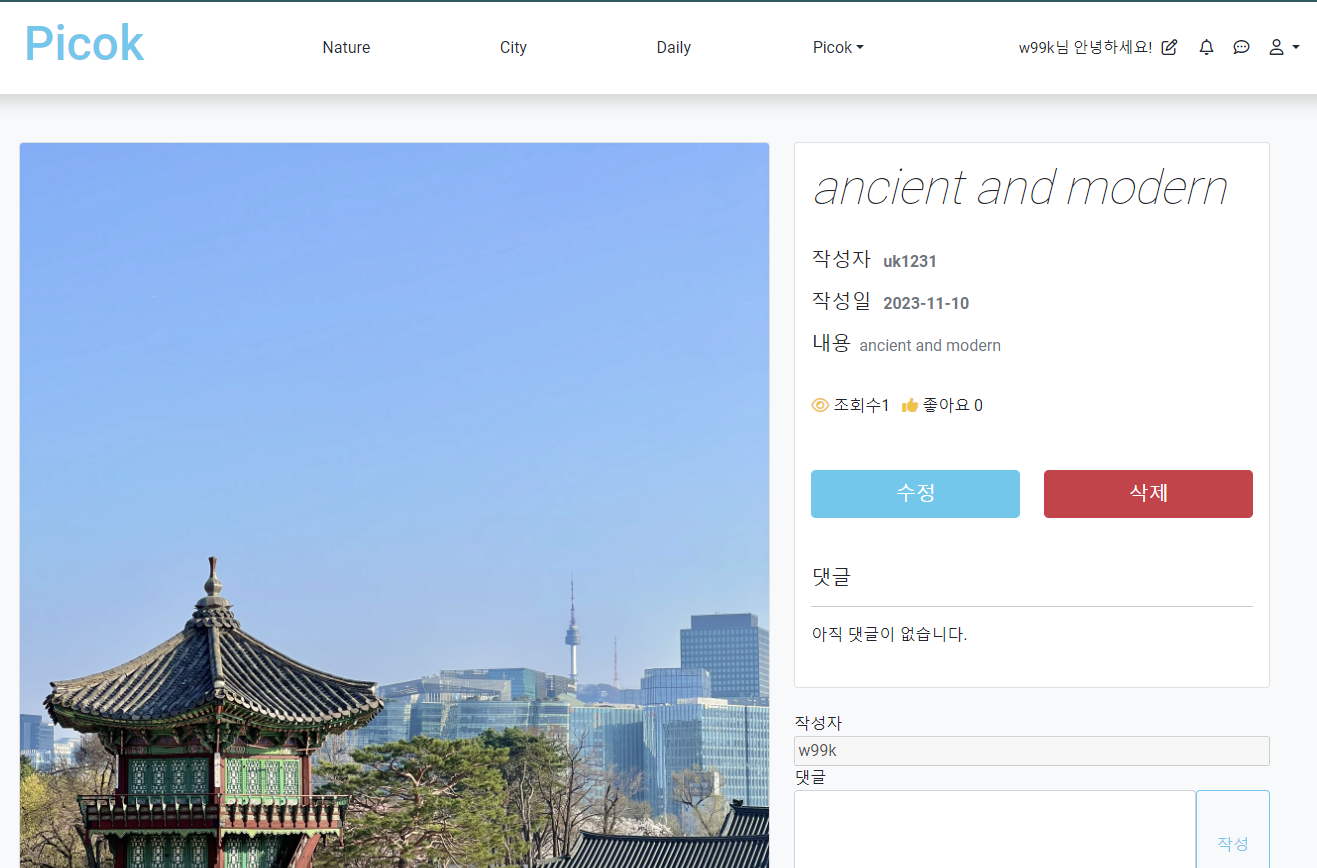 Picok
Nature
City
Daily
Picok
w99k님 안녕하세요!
ancient and modern
작성자 uk1231
작성일 2023-11-10
내용 ancient and modern
조회수1 좋아요 0
수정
삭제
댓글
아직 댓글이 없습니다.
작성자
w99k
댓글
작성